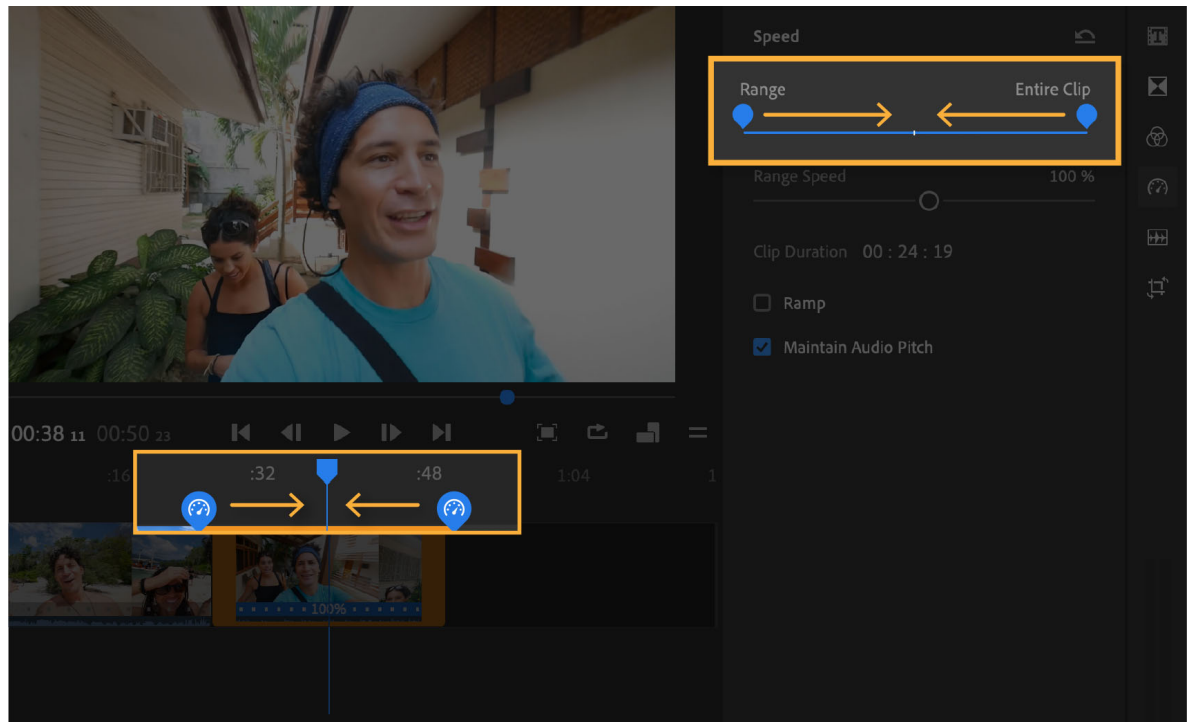 Speed
Range Entire Clip
Range Speed 100 %
Clip Duration 00 : 24 : 19
Ramp
Maintain Audio Pitch
00:38 11 00:50 23
:16 :32 :48 1:04 1
100%